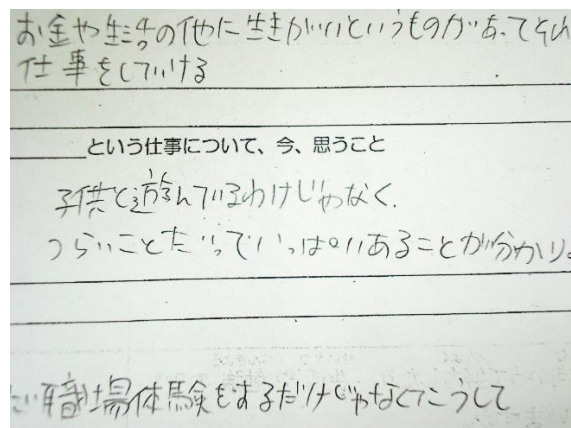 お金や生活の他に生きがいというものがあってそれ
仕事をしていける
という仕事について、今、思うこと
子供と遊んでいるわけじゃなく、
つらいことだっていっぱいあることが分かり。
職場体験をするだけじゃなくてこうして